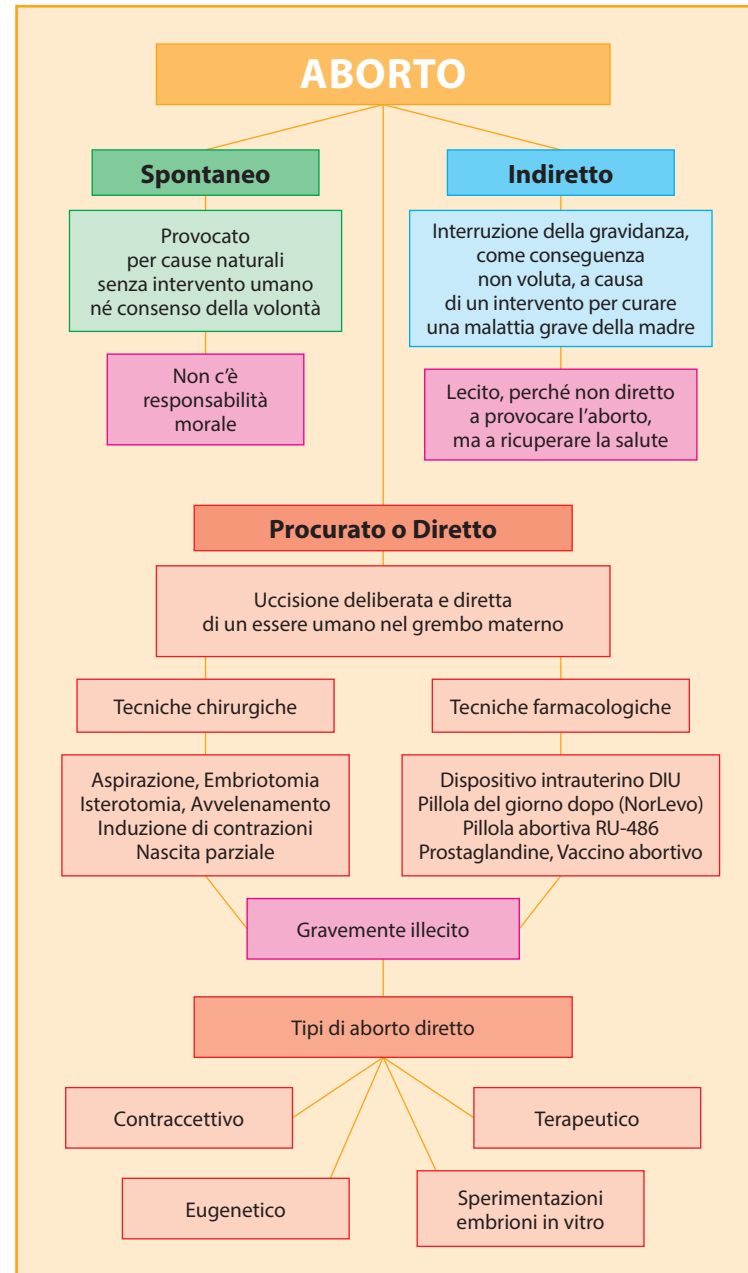 ABORTO
Spontaneo
Provocato
per cause naturali
senza intervento umano
né consenso della volontà
Non c'è
responsabilità
morale
Indiretto
Interruzione della gravidanza,
come conseguenza
non voluta, a causa
di un intervento per curare
una malattia grave della madre
Lecito, perché non diretto
a provocare l'aborto,
ma a ricuperare la salute
Procurato o Diretto
Uccisione deliberata e diretta
di un essere umano nel grembo materno
Tecniche chirurgiche
Aspirazione, Embriotomia
Isterotomia, Avvelenamento
Induzione di contrazioni
Nascita parziale
Tecniche farmacologiche
Dispositivo intrauterino DIU
Pillola del giorno dopo (NorLevo)
Pillola abortiva RU-486
Prostaglandine, Vaccino abortivo
Gravemente illecito
Tipi di aborto diretto
Contraccettivo
Terapeutico
Eugenetico
Sperimentazioni
embrioni in vitro